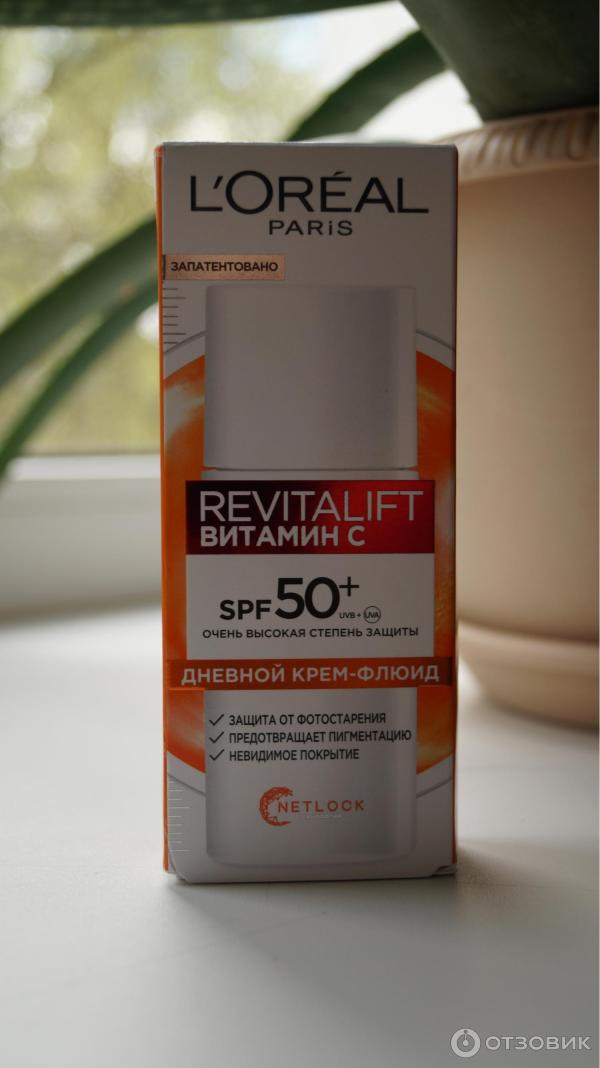 L'ORÉAL
PARIS
ЗАПАТЕНТОВАНО
REVITALIFT
ВИТАМИН C
SPF 50+
UVB + UVA
ОЧЕНЬ ВЫСОКАЯ СТЕПЕНЬ ЗАЩИТЫ
ДНЕВНОЙ КРЕМ-ФЛЮИД
ЗАЩИТА ОТ ФОТОСТАРЕНИЯ
ПРЕДОТВРАЩАЕТ ПИГМЕНТАЦИЮ
НЕВИДИМОЕ ПОКРЫТИЕ
NETLOCK
ОТЗОВИК